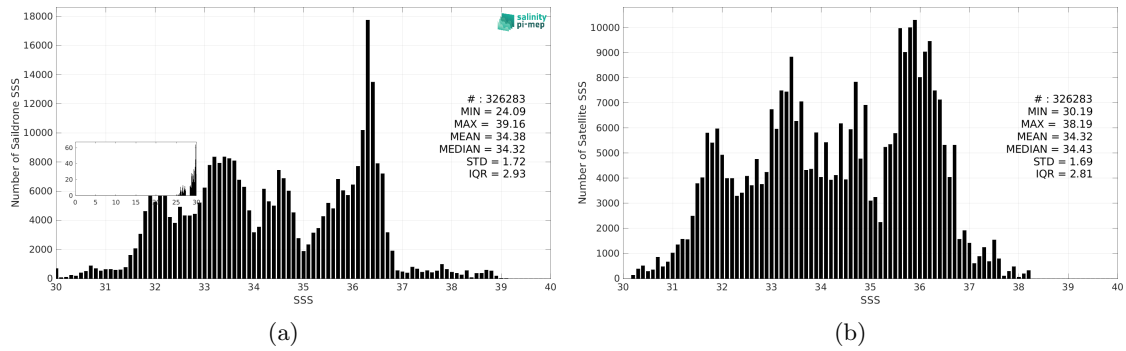 18000
16000
14000
12000
10000
8000
6000
4000
2000
0
Number of Saildrone SSS
salinity
pi-mep
# : 326283
MIN = 24.09
MAX = 39.16
MEAN = 34.38
MEDIAN = 34.32
STD = 1.72
IQR = 2.93
60
40
20
0
0 5 10 15 20 25 30
30 31 32 33 34 35 36 37 38 39 40
SSS
(a)
10000
9000
8000
7000
6000
5000
4000
3000
2000
1000
0
Number of Satellite SSS
# : 326283
MIN = 30.19
MAX = 38.19
MEAN = 34.32
MEDIAN = 34.43
STD = 1.69
IQR = 2.81
30 31 32 33 34 35 36 37 38 39 40
SSS
(b)